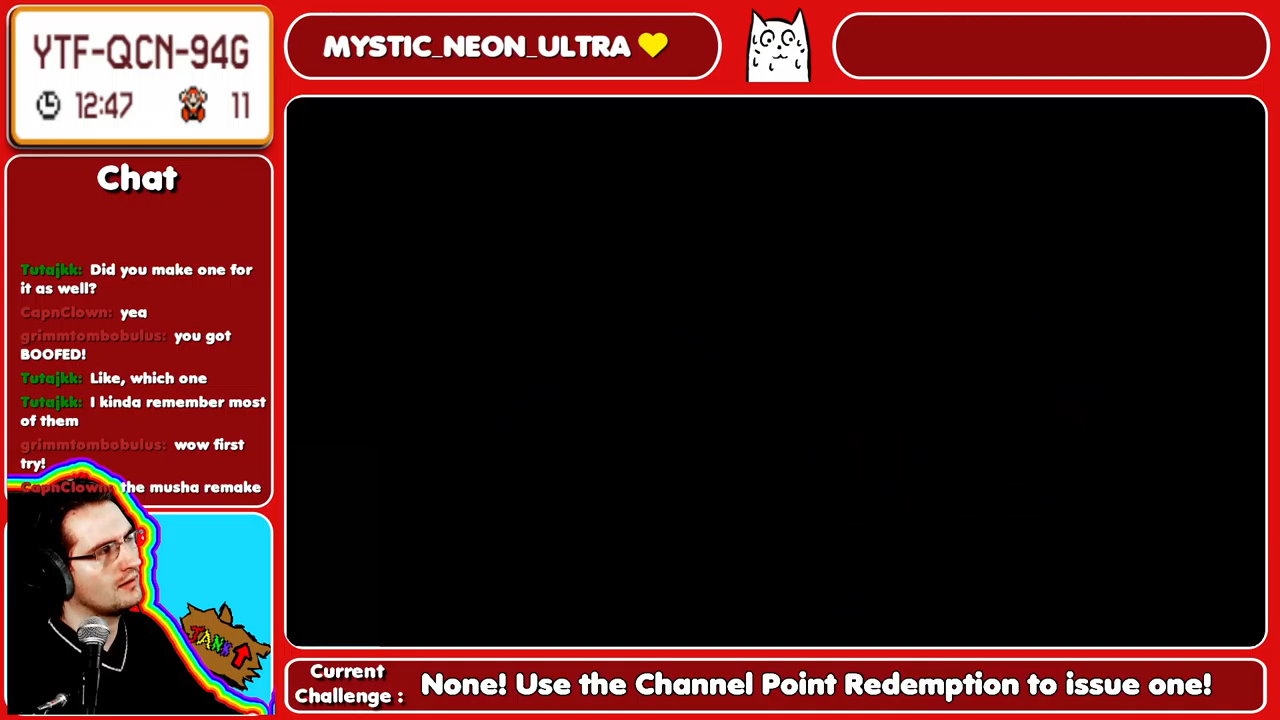 YTF-QCN-94G
12:47 11
MYSTIC_NEON_ULTRA
Chat
Tutajkk: Did you make one for
it as well?
CapnClown: yea
grimmtombobulus: you got
BOOFED!
Tutajkk: Like, which one
Tutajkk: I kinda remember most
of them
grimmtombobulus: wow first
try!
CapnClown: the musha remake
TANK
Current
Challenge :
None! Use the Channel Point Redemption to issue one!